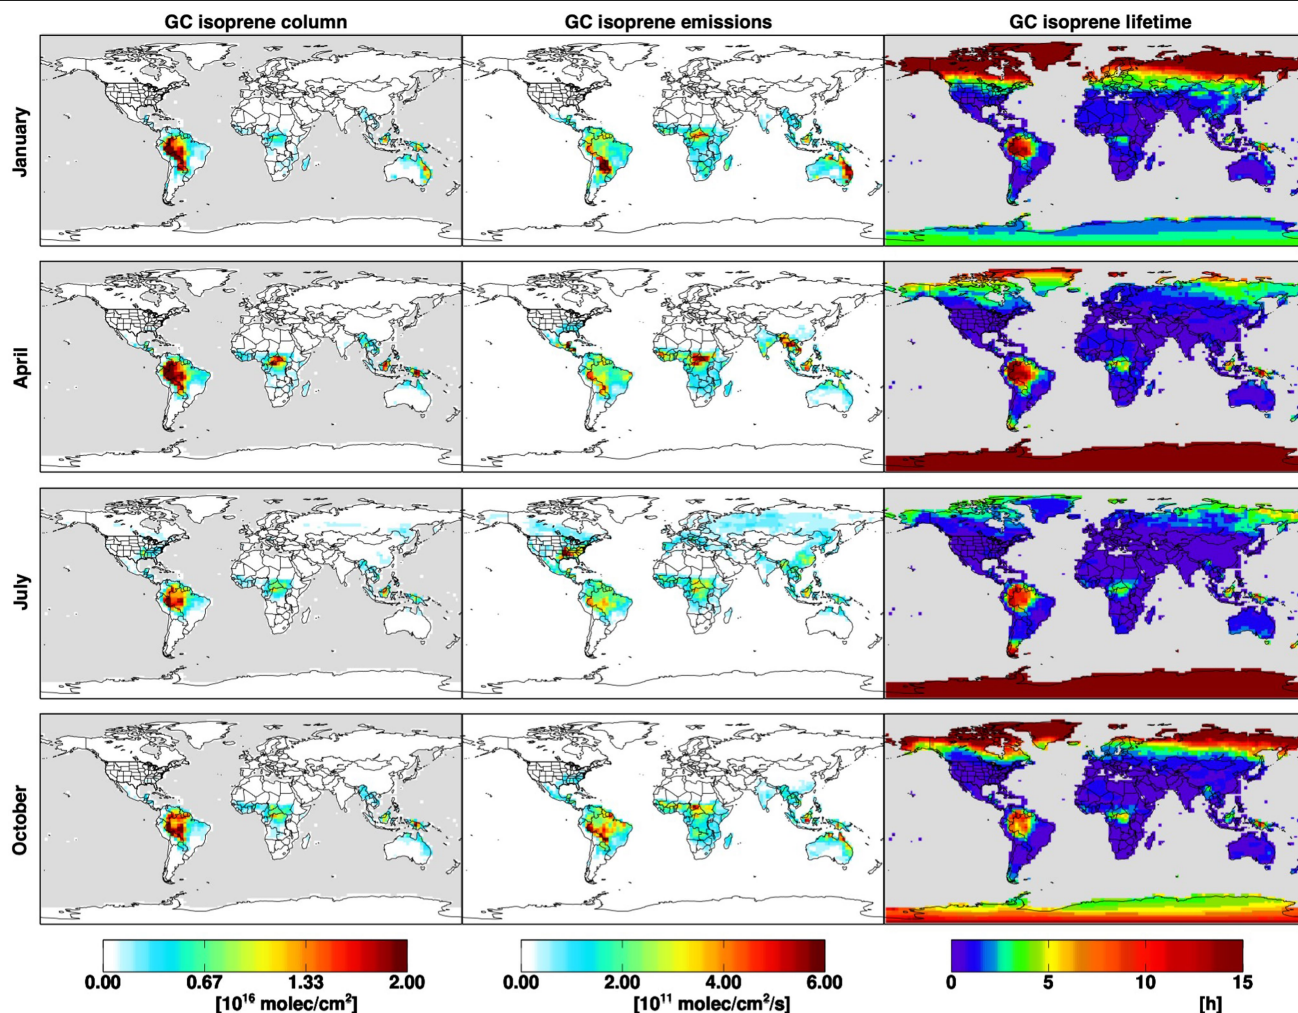 GC isoprene column GC isoprene emissions GC isoprene lifetime
January
April
July
October
0.00 0.67 1.33 2.00 0.00 2.00 4.00 6.00 0 5 10 15
[10¹⁶ molec/cm²] [10¹¹ molec/cm²/s] [h]